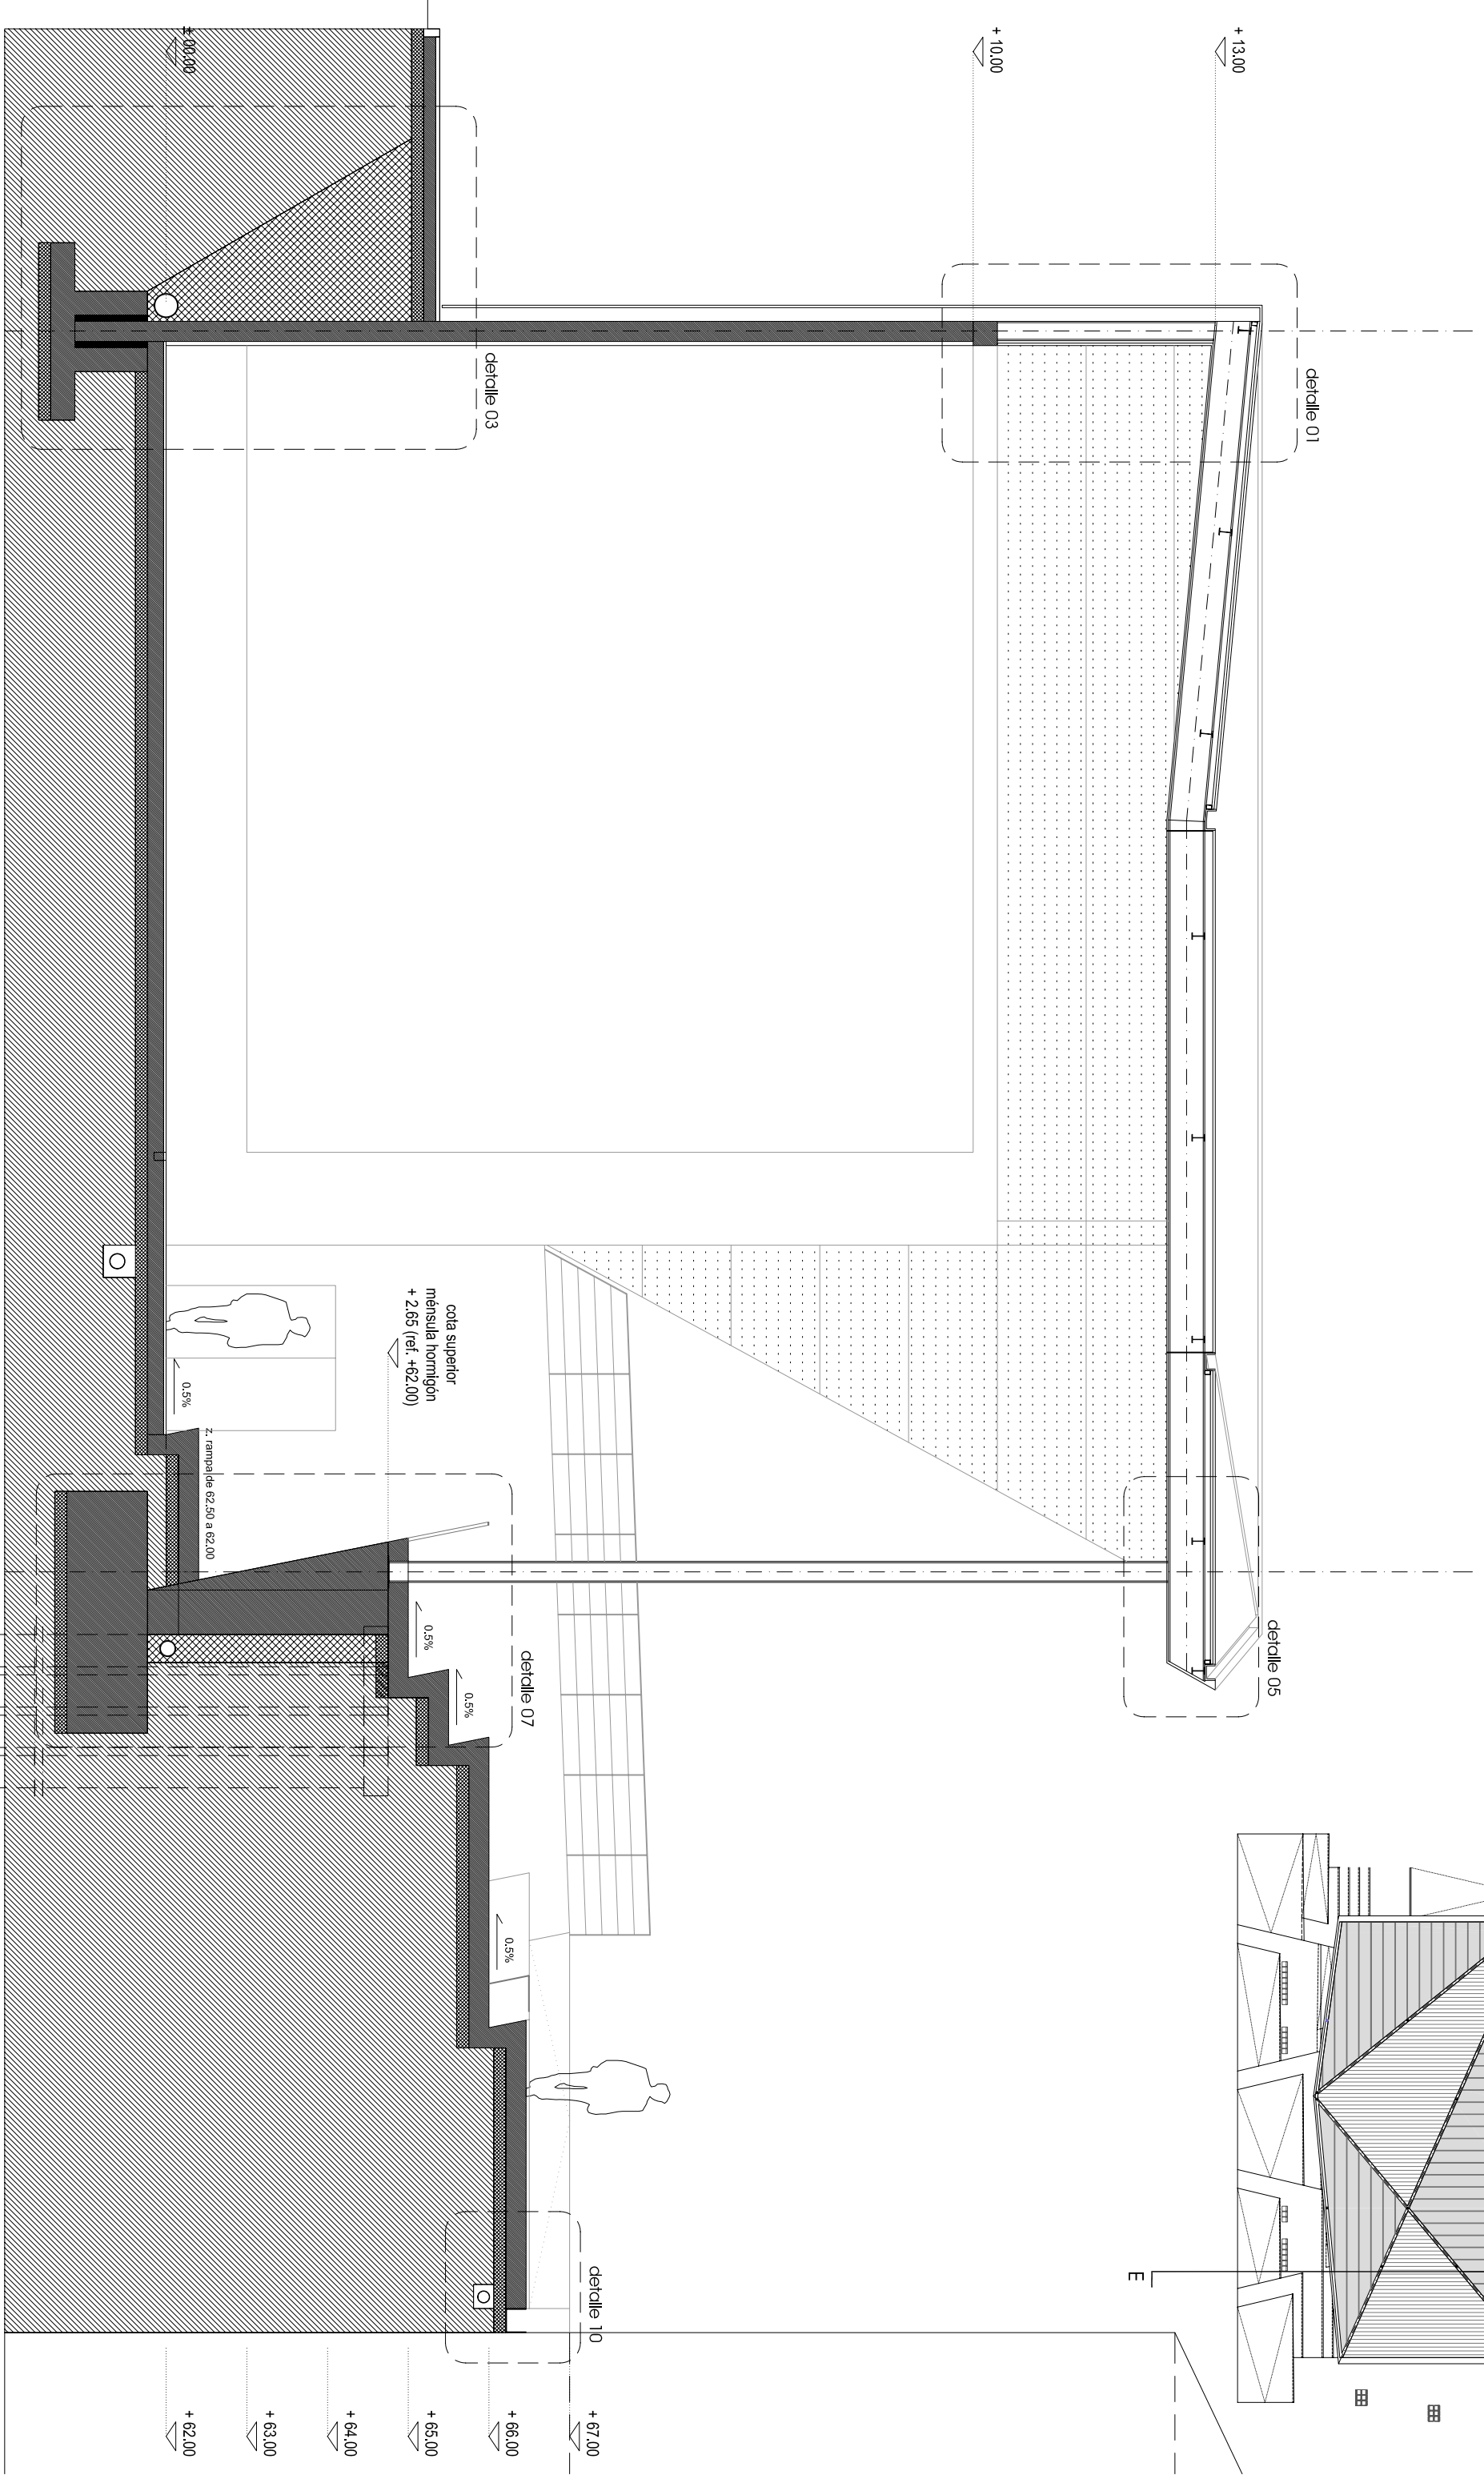 + 13.00
+ 10.00
± 00.00
detalle 01
detalle 03
cota superior
ménsula hormigón
+ 2.65 (ref. +62.00)
0.5%
z. rampa de 62.50 a 62.00
detalle 05
detalle 07
0.5%
0.5%
0.5%
E
detalle 10
+ 67.00
+ 66.00
+ 65.00
+ 64.00
+ 63.00
+ 62.00